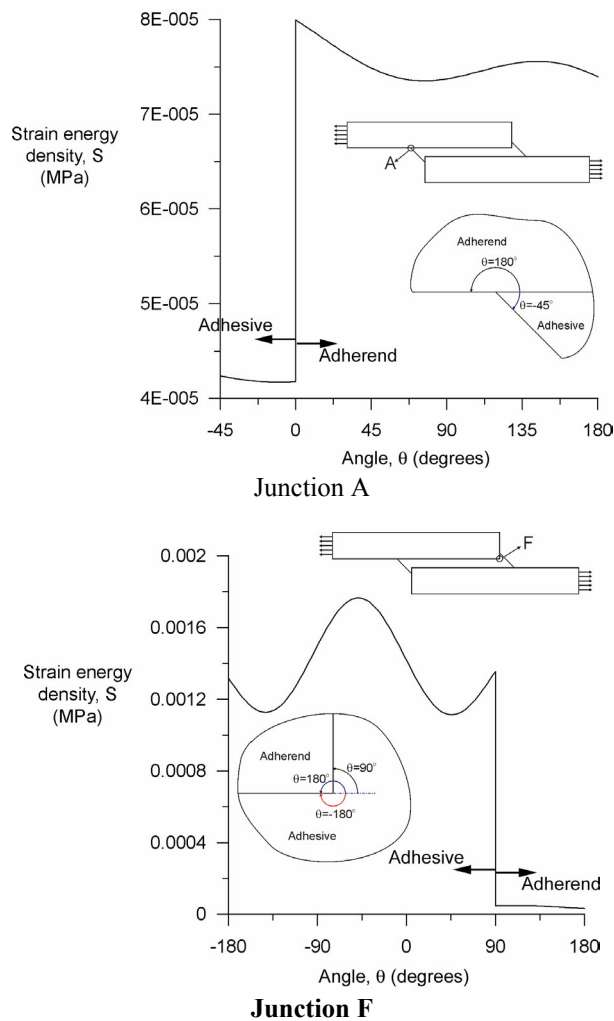 8E-005
7E-005
Strain energy
density, S
(MPa)
6E-005
5E-005
4E-005
A
Adherend
θ=180°
θ=-45°
Adhesive
Adhesive
Adherend
-45
0
45
90
135
180
Angle, θ (degrees)
Junction A
F
0.002
0.0016
Strain energy
density, S
(MPa)
0.0012
0.0008
0.0004
0
Adherend
θ=90°
θ=180°
θ=-180°
Adhesive
Adhesive
Adherend
-180
-90
0
90
180
Angle, θ (degrees)
Junction F